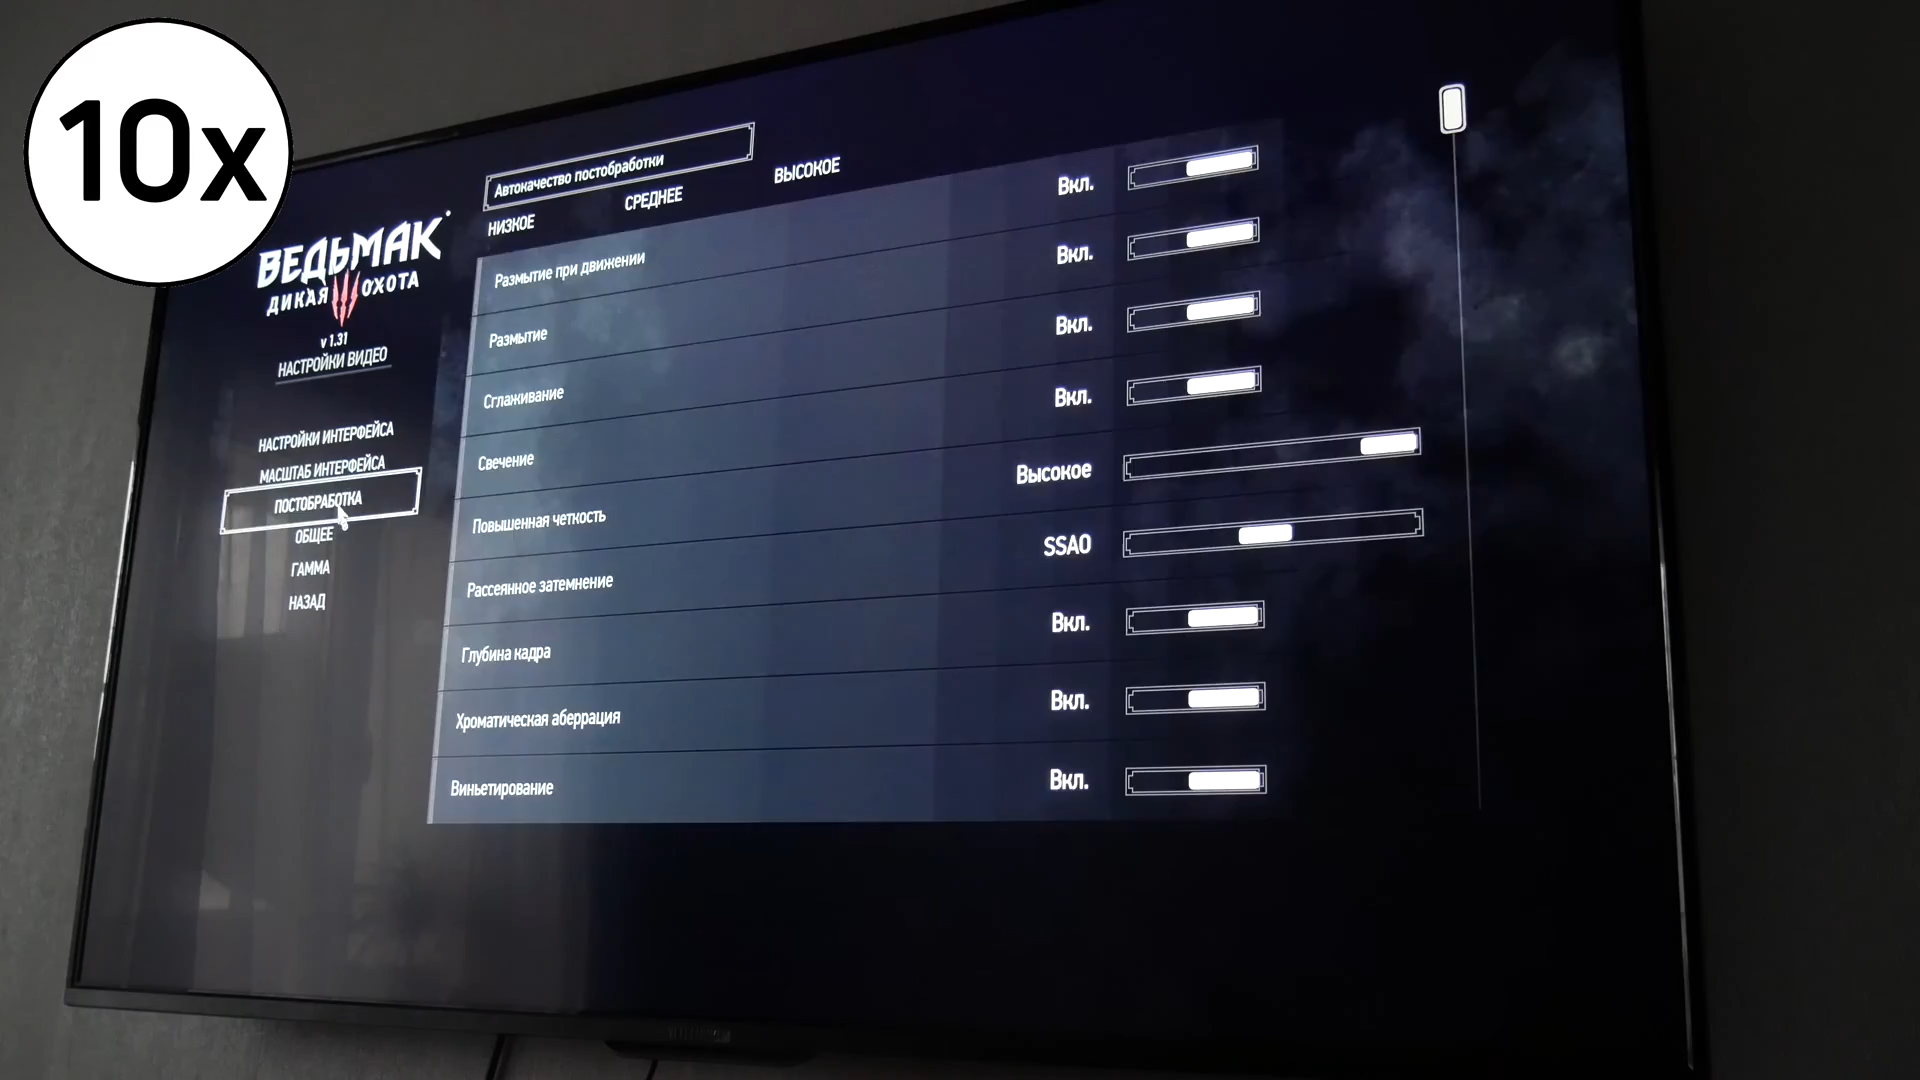 10x
ВЕДЬМАК
ДИКАЯ ОХОТА
v 1.31
НАСТРОЙКИ ВИДЕО
НАСТРОЙКИ ИНТЕРФЕЙСА
МАСШТАБ ИНТЕРФЕЙСА
ПОСТОБРАБОТКА
ОБЩЕЕ
ГАММА
НАЗАД
Автокачество постобработки
НИЗКОЕ СРЕДНЕЕ ВЫСОКОЕ
Размытие при движении Вкл.
Размытие Вкл.
Сглаживание Вкл.
Свечение Вкл.
Повышенная четкость Высокое
Рассеянное затемнение SSAO
Глубина кадра Вкл.
Хроматическая аберрация Вкл.
Виньетирование Вкл.